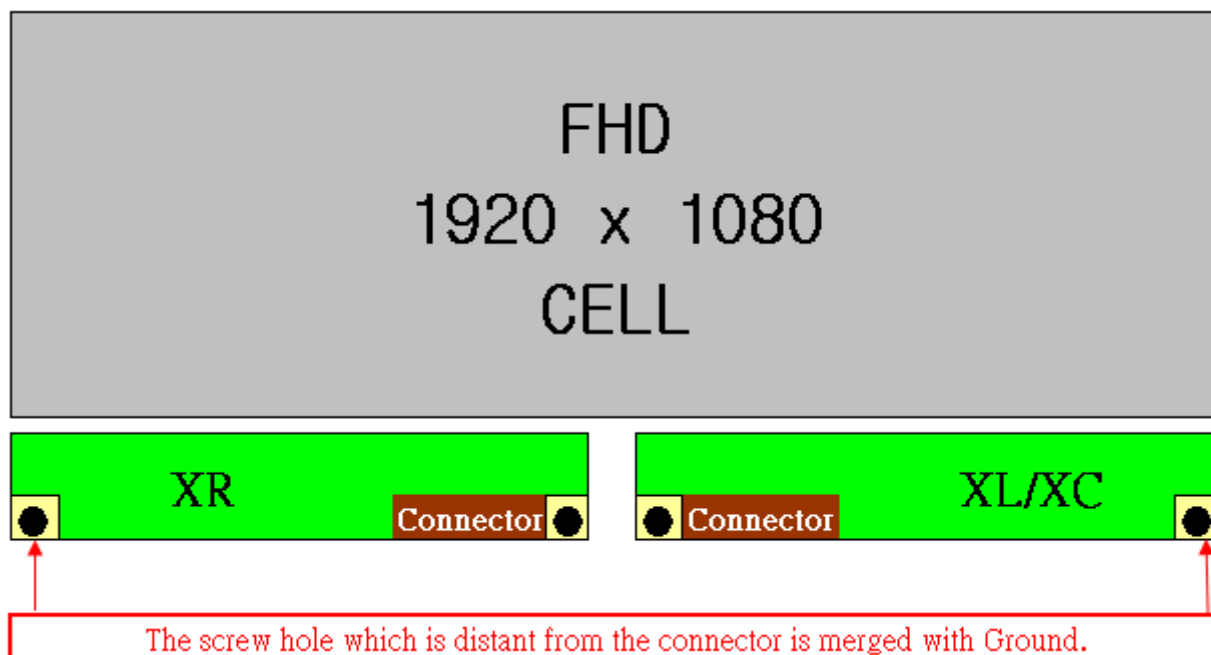 FHD
1920 x 1080
CELL
XR
Connector
Connector
XL/XC
The screw hole which is distant from the connector is merged with Ground.